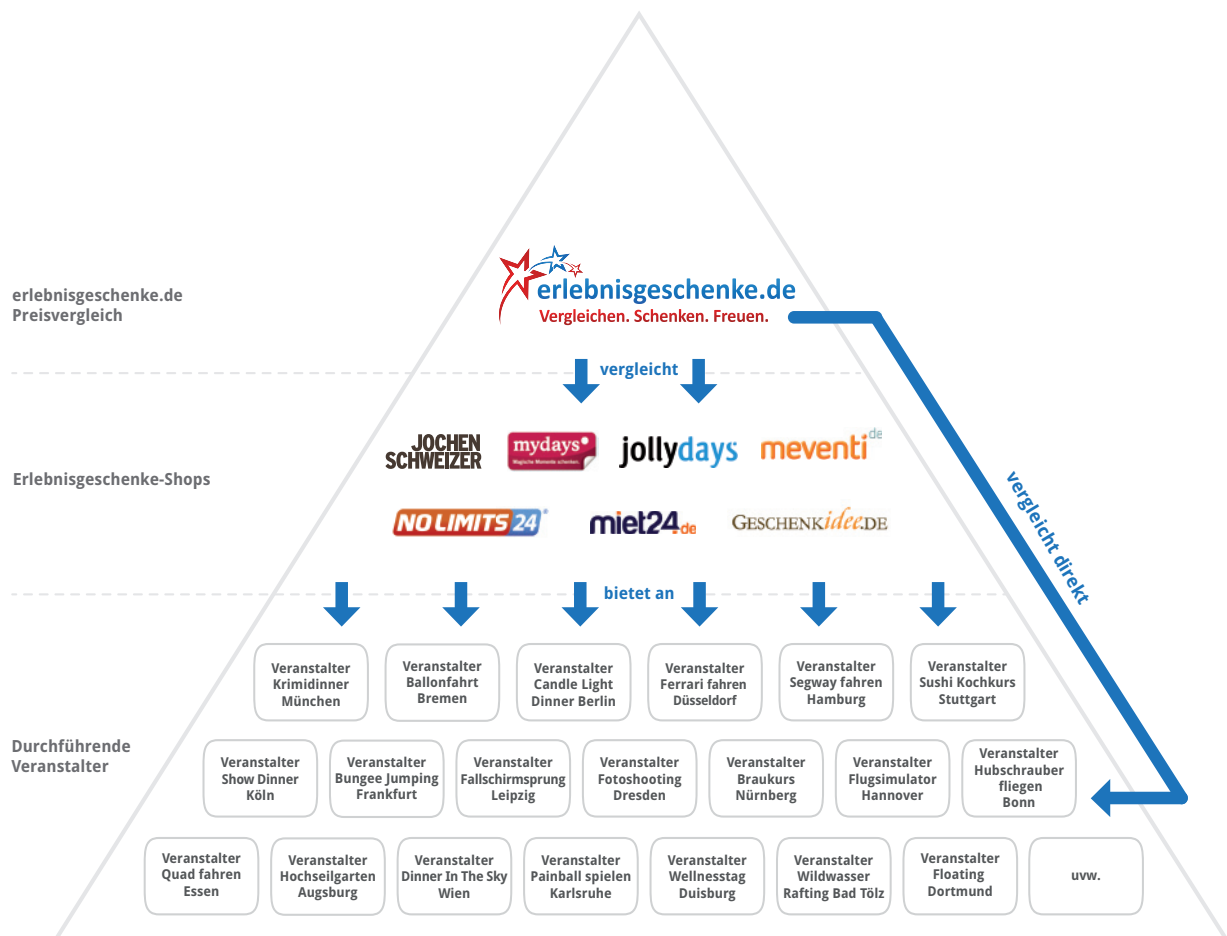 erlebnisgeschenke.de
Preisvergleich
erlebnisgeschenke.de
Vergleichen. Schenken. Freuen.
vergleicht
vergleicht direkt
Erlebnisgeschenke-Shops
JOCHEN
SCHWEIZER
mydays
Magische Momente schenken.
jollydays
meventi.de
NO LIMITS 24
miet24.de
GESCHENKidee.DE
bietet an
Durchführende
Veranstalter
Veranstalter
Krimidinner
München
Veranstalter
Ballonfahrt
Bremen
Veranstalter
Candle Light
Dinner Berlin
Veranstalter
Ferrari fahren
Düsseldorf
Veranstalter
Segway fahren
Hamburg
Veranstalter
Sushi Kochkurs
Stuttgart
Veranstalter
Show Dinner
Köln
Veranstalter
Bungee Jumping
Frankfurt
Veranstalter
Fallschirmsprung
Leipzig
Veranstalter
Fotoshooting
Dresden
Veranstalter
Braukurs
Nürnberg
Veranstalter
Flugsimulator
Hannover
Veranstalter
Hubschrauber
fliegen
Bonn
Veranstalter
Quad fahren
Essen
Veranstalter
Hochseilgarten
Augsburg
Veranstalter
Dinner In The Sky
Wien
Veranstalter
Painball spielen
Karlsruhe
Veranstalter
Wellnesstag
Duisburg
Veranstalter
Wildwasser
Rafting Bad Tölz
Veranstalter
Floating
Dortmund
uvw.